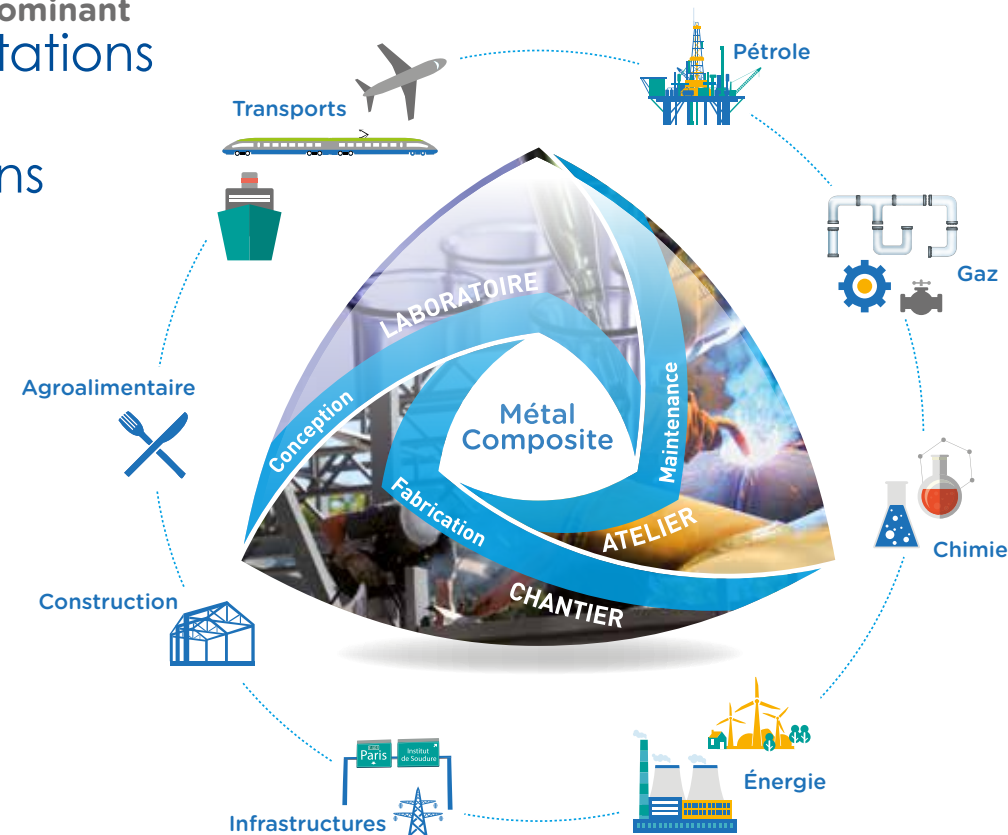 ominant
tations
ns
Pétrole
Transports
Gaz
LABORATOIRE
Agroalimentaire
Conception
Maintenance
Métal
Composite
Fabrication
ATELIER
Chimie
CHANTIER
Construction
Paris
Institut
de Soudure
Énergie
Infrastructures